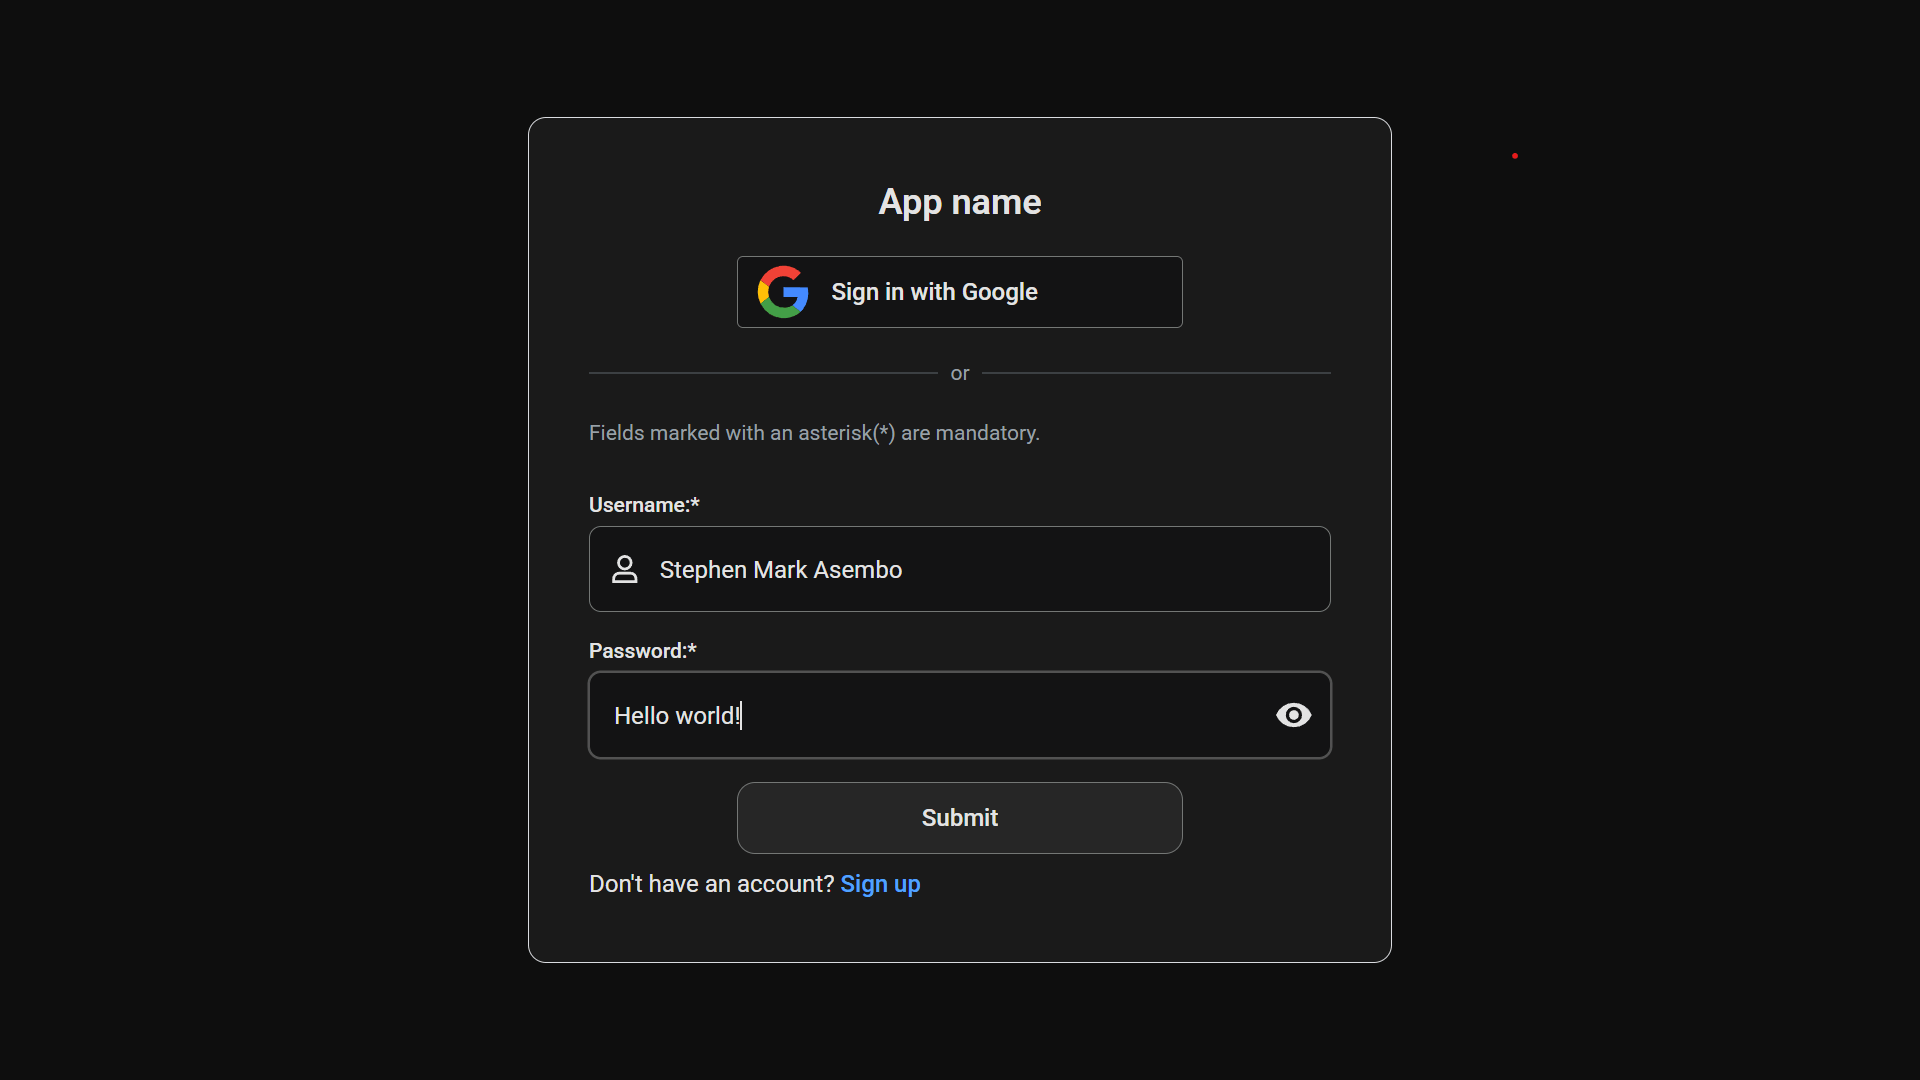 App name
Sign in with Google
or
Fields marked with an asterisk(*) are mandatory.
Username:*
Stephen Mark Asembo
Password:*
Hello world!
Submit
Don't have an account? Sign up